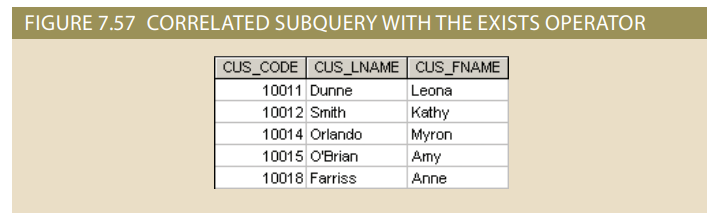 FIGURE 7.57 CORRELATED SUBQUERY WITH THE EXISTS OPERATOR
CUS_CODE CUS_LNAME CUS_FNAME
10011 Dunne Leona
10012 Smith Kathy
10014 Orlando Myron
10015 O'Brian Amy
10018 Farriss Anne